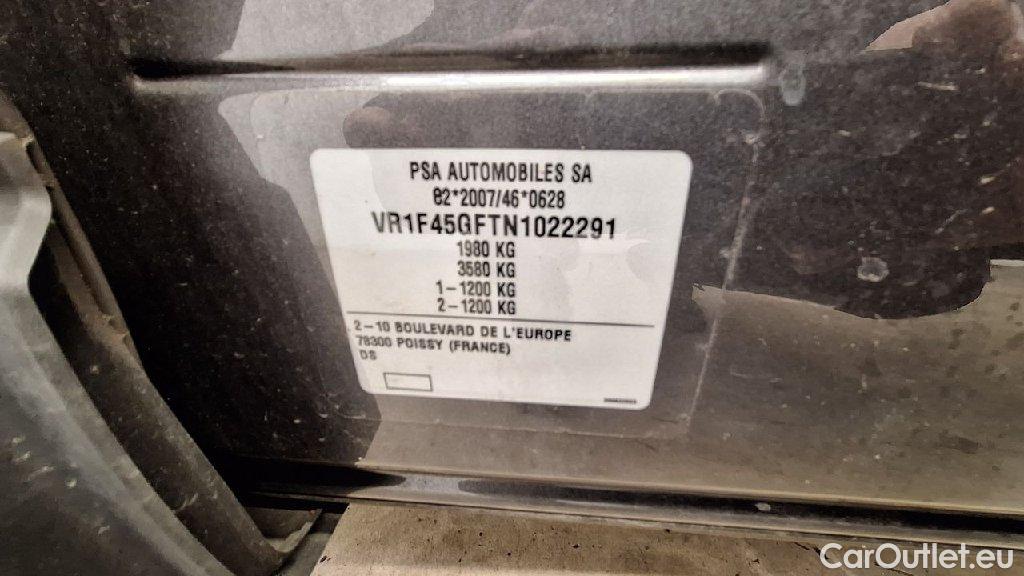 PSA AUTOMOBILES SA
e2*2007/46*0628
VR1F45GFTN1022291
1980 KG
3580 KG
1-1200 KG
2-1200 KG
2-10 BOULEVARD DE L'EUROPE
78300 POISSY (FRANCE)
DS
CarOutlet.eu